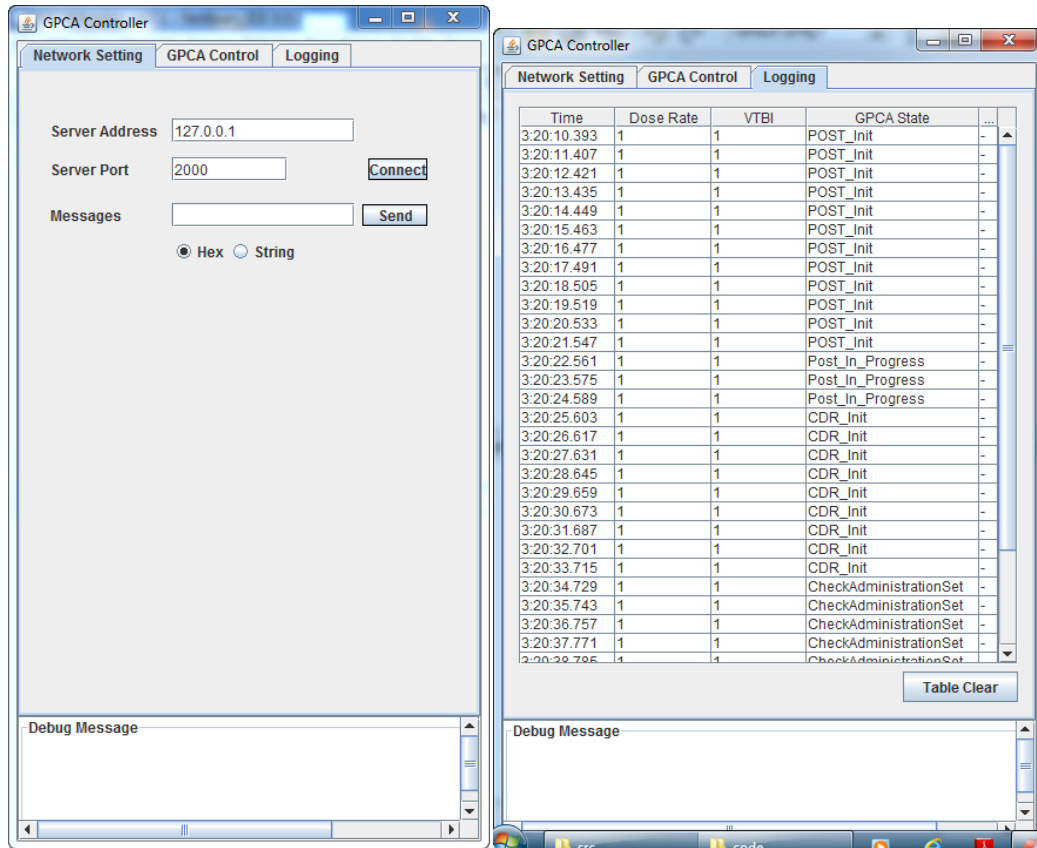 GPCA Controller
Network Setting GPCA Control Logging
Server Address 127.0.0.1
Server Port 2000 Connect
Messages Send
Hex String
Debug Message
GPCA Controller
Network Setting GPCA Control Logging
Time Dose Rate VTBI GPCA State ...
3:20:10.393 1 1 POST_Init -
3:20:11.407 1 1 POST_Init -
3:20:12.421 1 1 POST_Init -
3:20:13.435 1 1 POST_Init -
3:20:14.449 1 1 POST_Init -
3:20:15.463 1 1 POST_Init -
3:20:16.477 1 1 POST_Init -
3:20:17.491 1 1 POST_Init -
3:20:18.505 1 1 POST_Init -
3:20:19.519 1 1 POST_Init -
3:20:20.533 1 1 POST_Init -
3:20:21.547 1 1 POST_Init -
3:20:22.561 1 1 Post_In_Progress -
3:20:23.575 1 1 Post_In_Progress -
3:20:24.589 1 1 Post_In_Progress -
3:20:25.603 1 1 CDR_Init -
3:20:26.617 1 1 CDR_Init -
3:20:27.631 1 1 CDR_Init -
3:20:28.645 1 1 CDR_Init -
3:20:29.659 1 1 CDR_Init -
3:20:30.673 1 1 CDR_Init -
3:20:31.687 1 1 CDR_Init -
3:20:32.701 1 1 CDR_Init -
3:20:33.715 1 1 CDR_Init -
3:20:34.729 1 1 CheckAdministrationSet -
3:20:35.743 1 1 CheckAdministrationSet -
3:20:36.757 1 1 CheckAdministrationSet -
3:20:37.771 1 1 CheckAdministrationSet -
3:20:38.785 1 1 CheckAdministrationSet -
Table Clear
Debug Message
src code